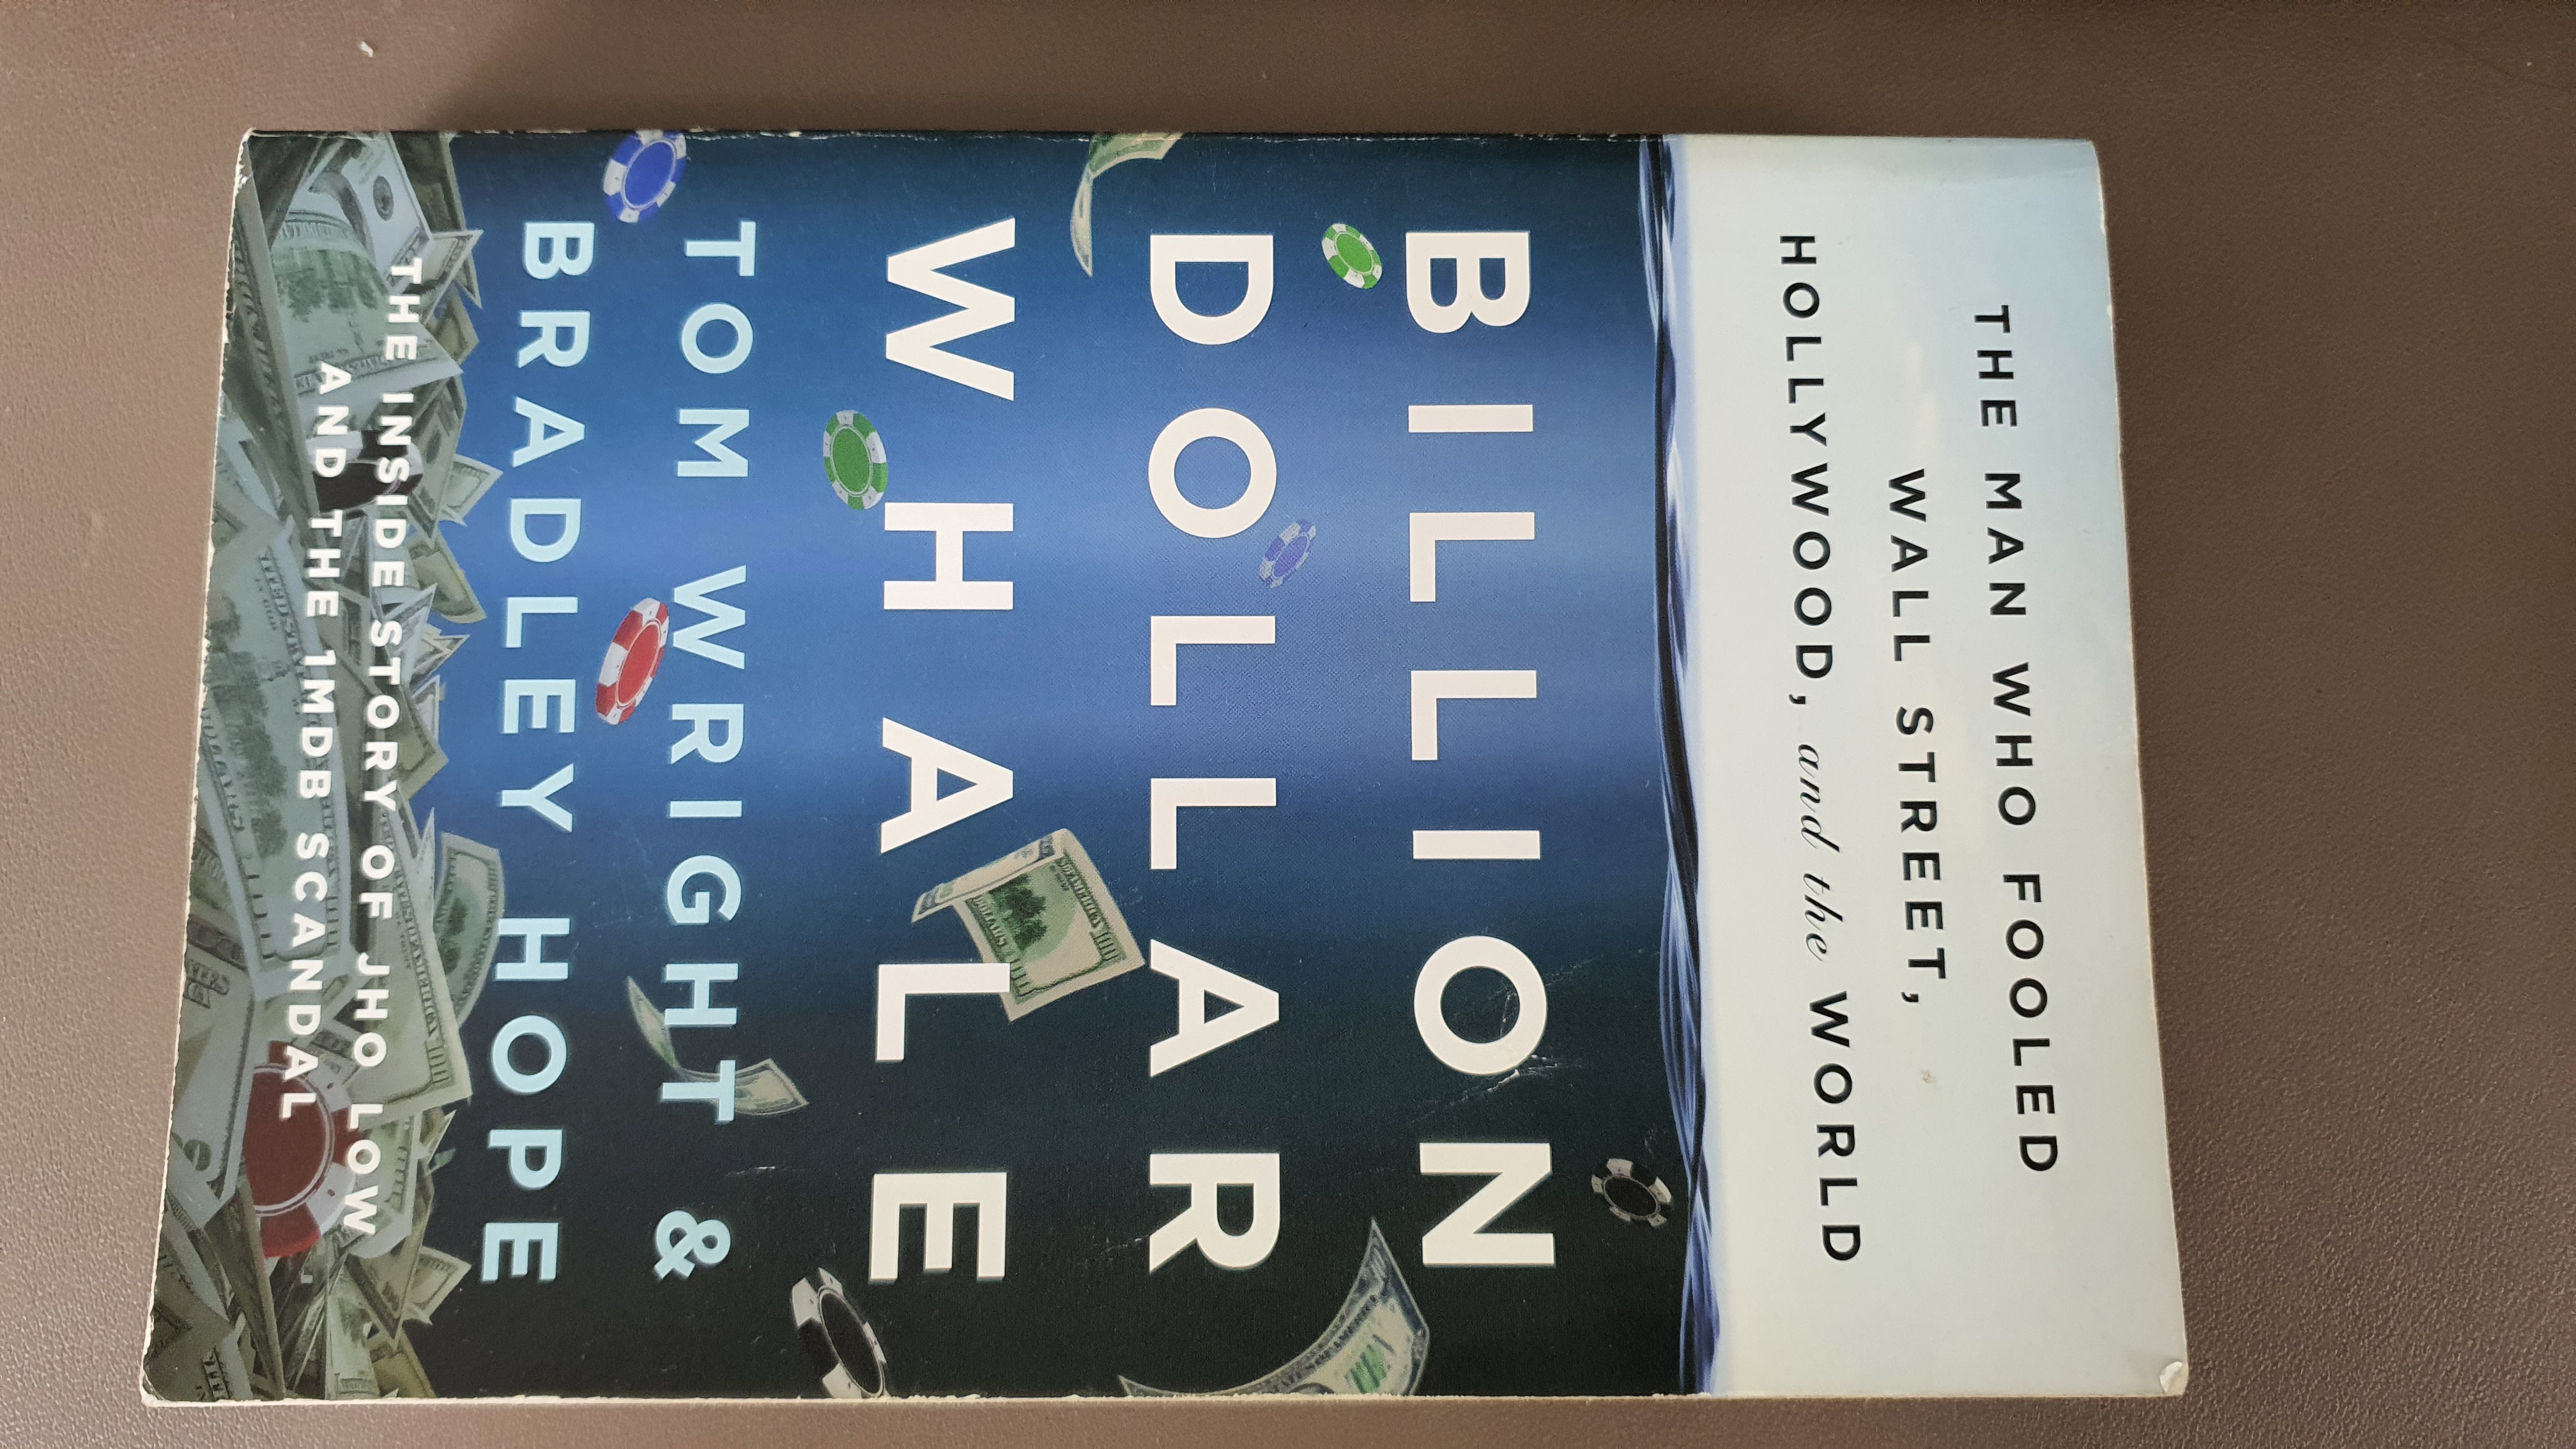 THE MAN WHO FOOLED
WALL STREET,
HOLLYWOOD, and the WORLD
BILLION
DOLLAR
WHALE
TOM WRIGHT &
BRADLEY HOPE
THE INSIDE STORY OF JHO LOW
AND THE 1MDB SCANDAL